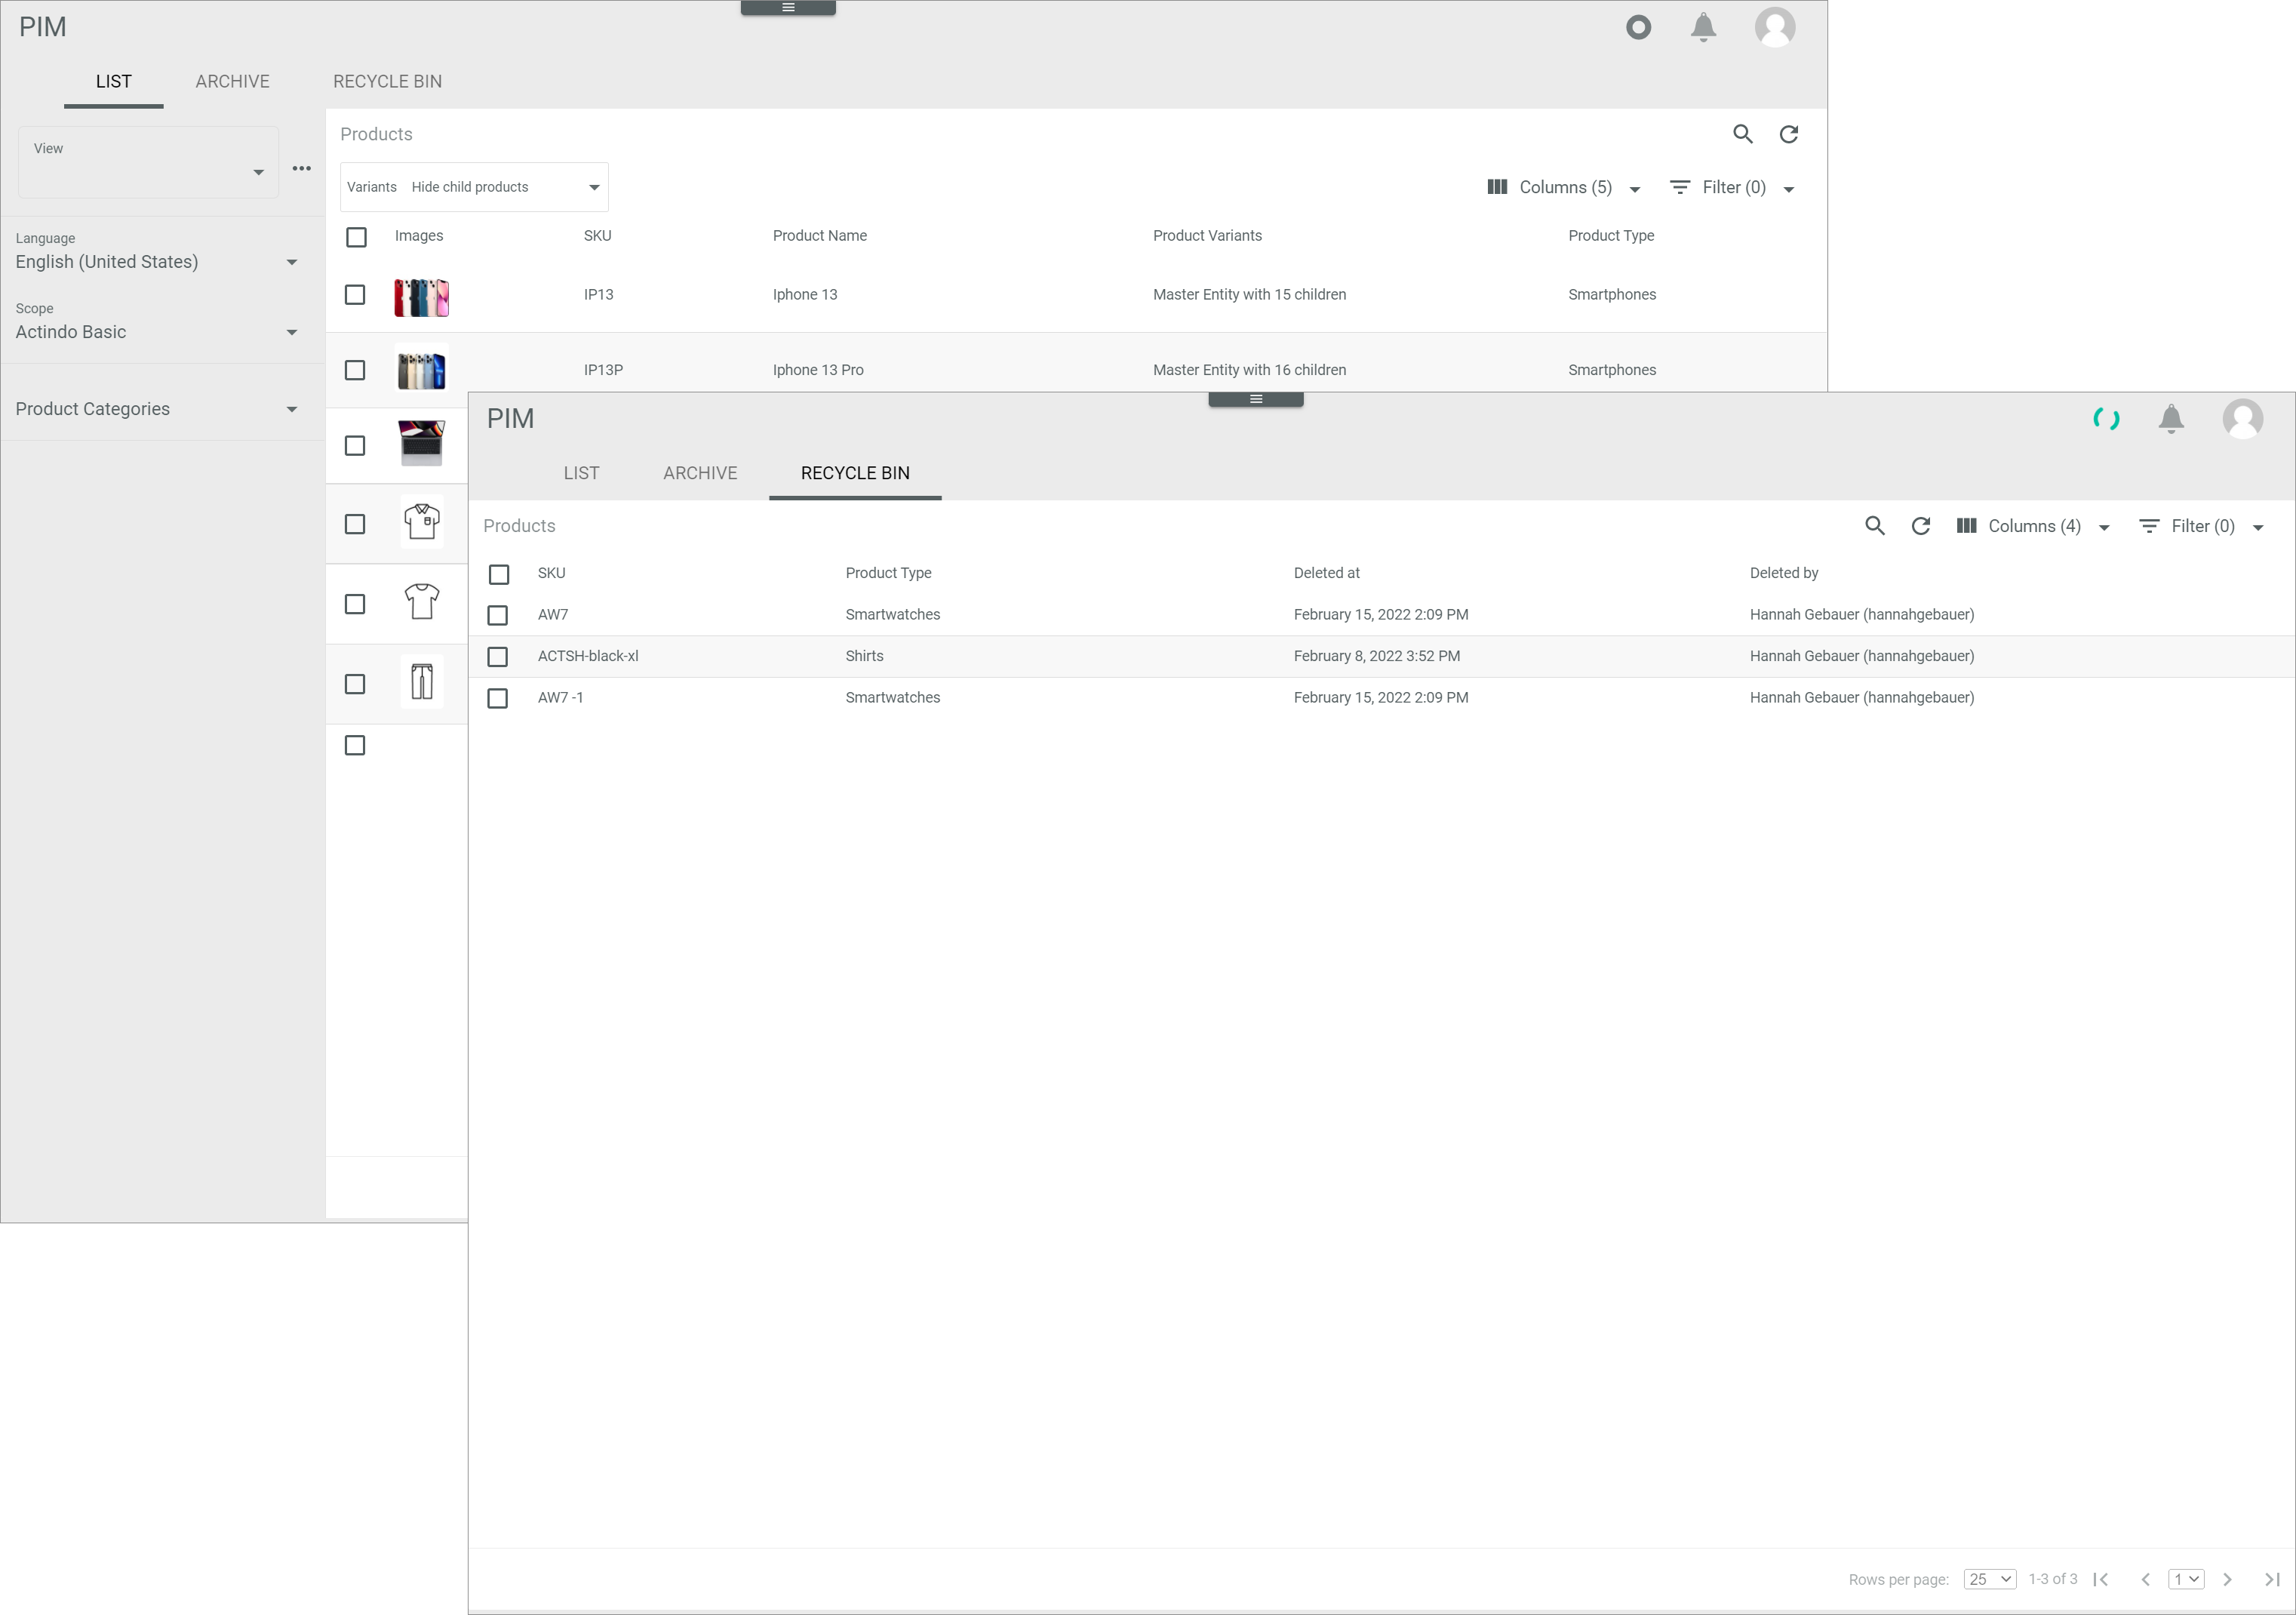 PIM
LIST ARCHIVE RECYCLE BIN
View
Language
English (United States)
Scope
Actindo Basic
Product Categories
Products
Variants Hide child products Columns (5) Filter (0)
Images SKU Product Name Product Variants Product Type
IP13 Iphone 13 Master Entity with 15 children Smartphones
IP13P Iphone 13 Pro Master Entity with 16 children Smartphones
PIM
LIST ARCHIVE RECYCLE BIN
Products Columns (4) Filter (0)
SKU Product Type Deleted at Deleted by
AW7 Smartwatches February 15, 2022 2:09 PM Hannah Gebauer (hannahgebauer)
ACTSH-black-xl Shirts February 8, 2022 3:52 PM Hannah Gebauer (hannahgebauer)
AW7 -1 Smartwatches February 15, 2022 2:09 PM Hannah Gebauer (hannahgebauer)
Rows per page: 25 1-3 of 3 1